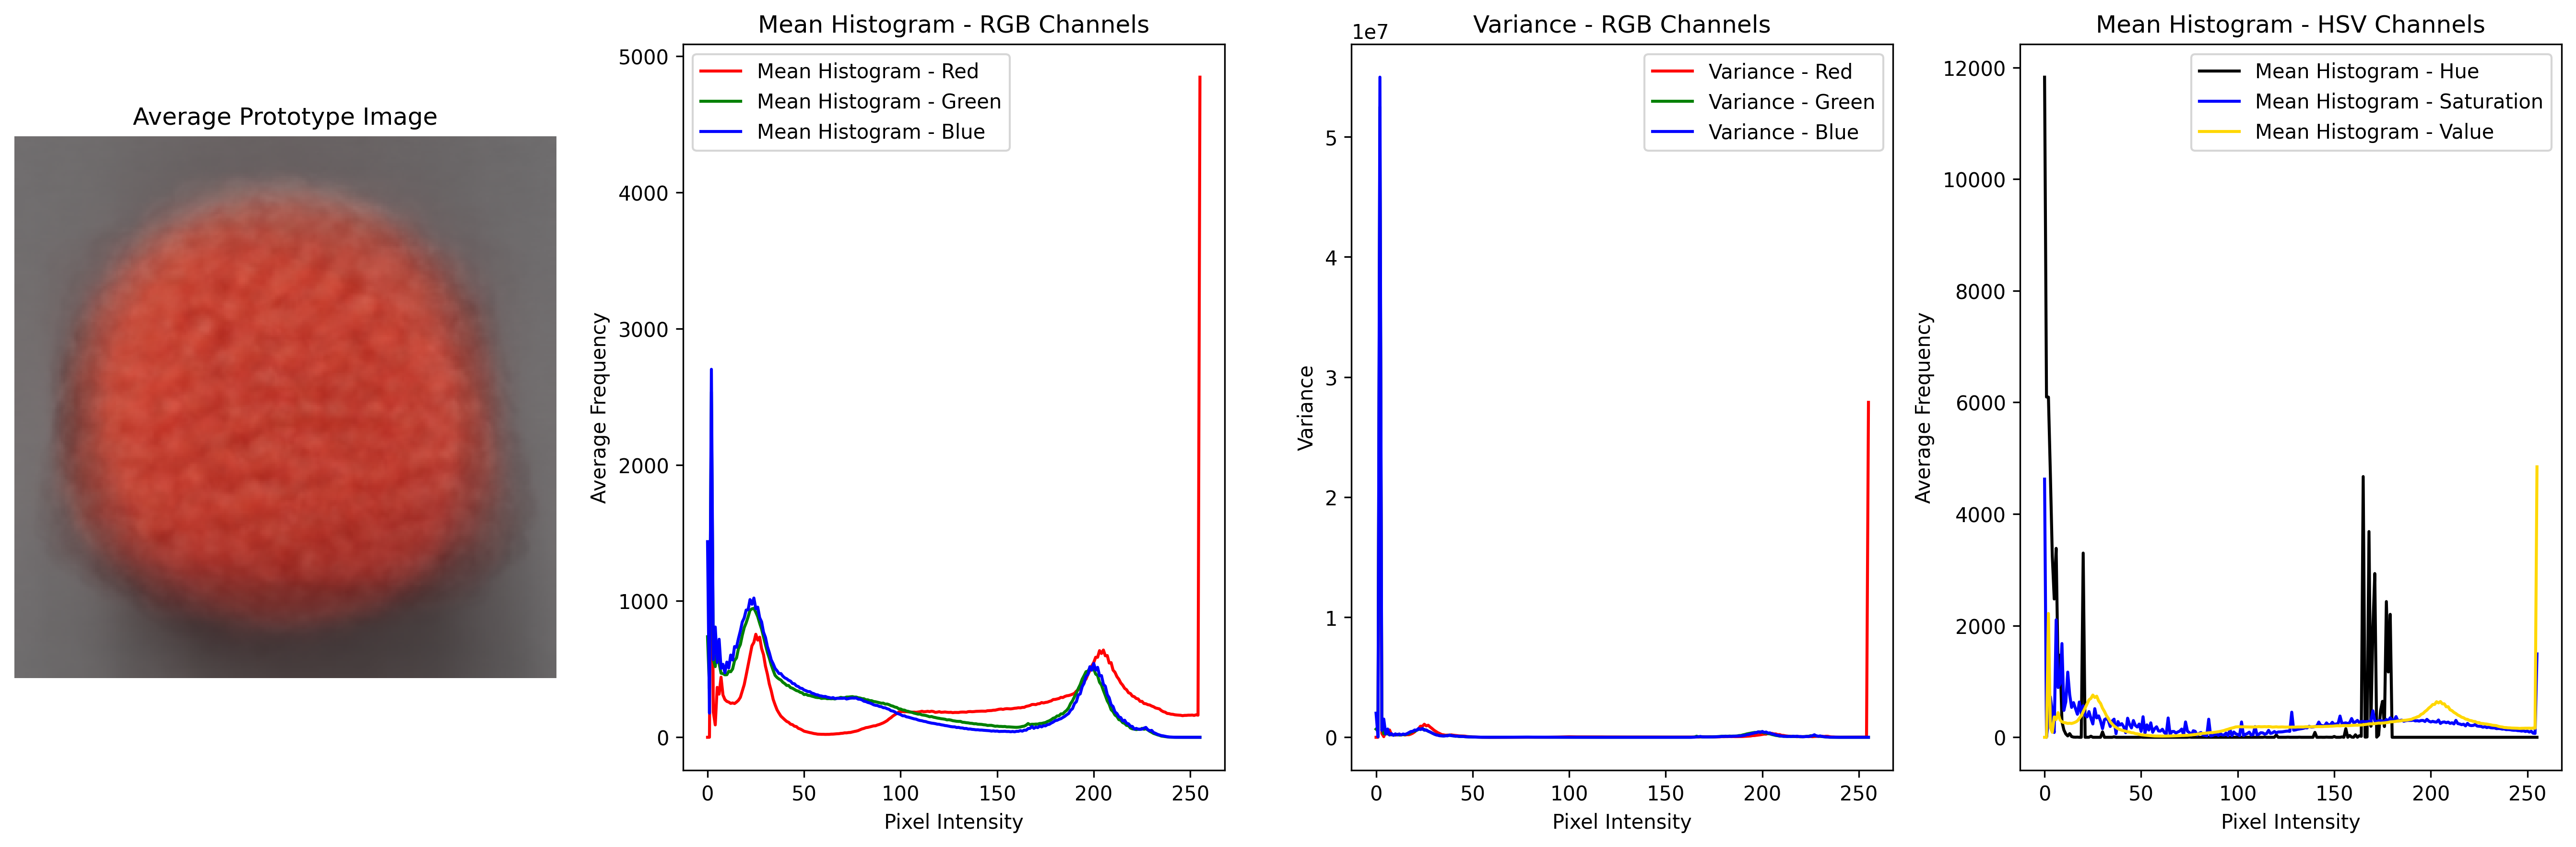 Average Prototype Image
Mean Histogram - RGB Channels
Mean Histogram - Red
Mean Histogram - Green
Mean Histogram - Blue
Average Frequency
5000
4000
3000
2000
1000
0
0 50 100 150 200 250
Pixel Intensity
Variance - RGB Channels
1e7
Variance - Red
Variance - Green
Variance - Blue
Variance
5
4
3
2
1
0
0 50 100 150 200 250
Pixel Intensity
Mean Histogram - HSV Channels
Mean Histogram - Hue
Mean Histogram - Saturation
Mean Histogram - Value
Average Frequency
12000
10000
8000
6000
4000
2000
0
0 50 100 150 200 250
Pixel Intensity